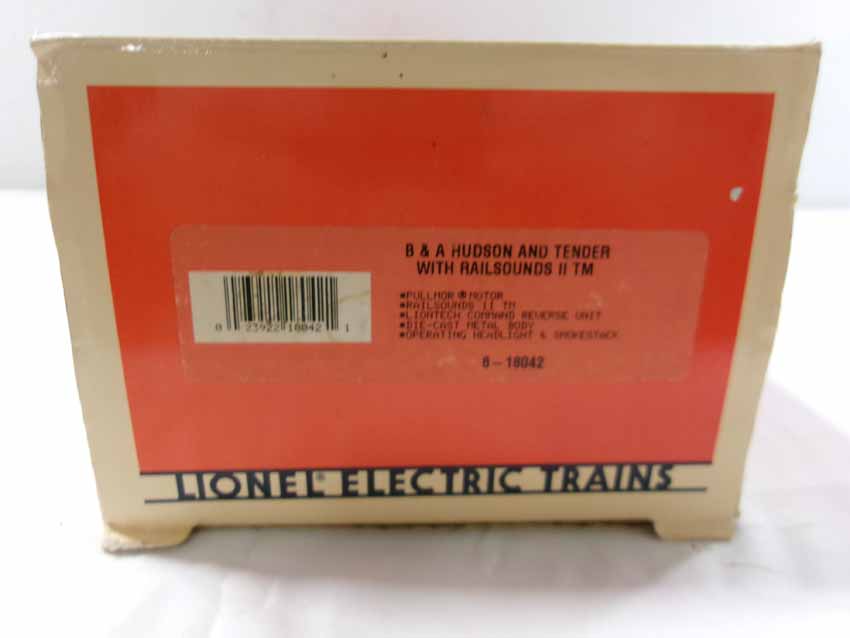 B & A HUDSON AND TENDER
WITH RAILSOUNDS II TM
•PULLMOR ® MOTOR
•RAILSOUNDS II TM
•LIONTECH COMMAND REVERSE UNIT
•DIE-CAST METAL BODY
•OPERATING HEADLIGHT & SMOKESTACK
6-18042
0 23922 18042 1
LIONEL® ELECTRIC TRAINS